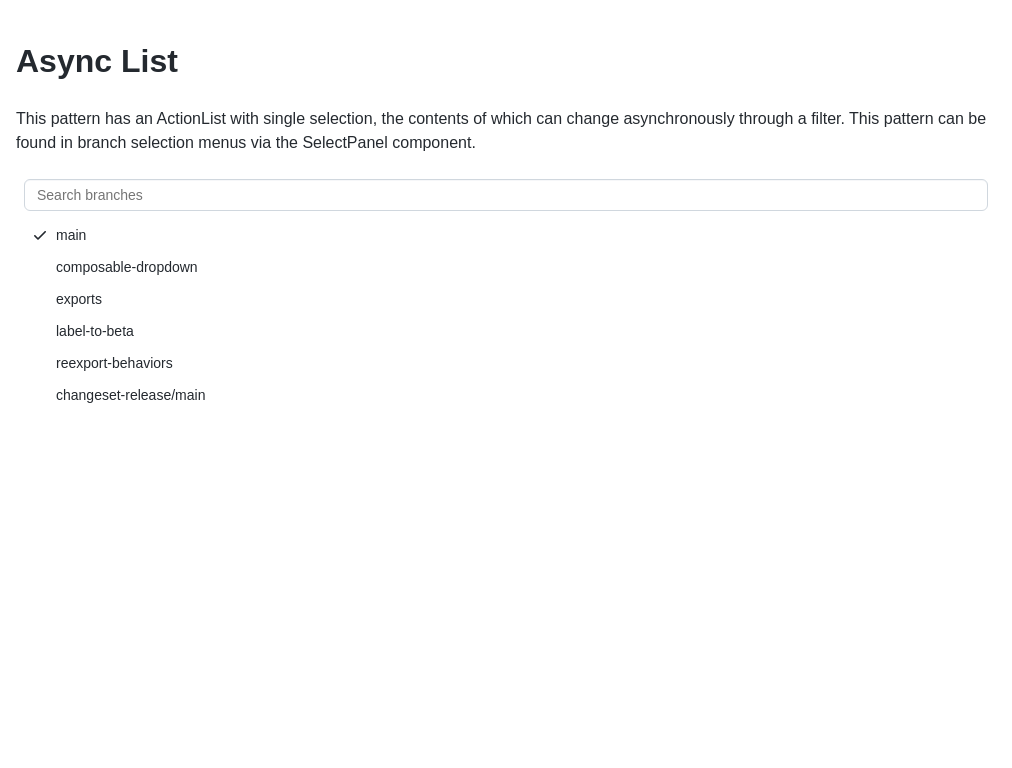 Async List
This pattern has an ActionList with single selection, the contents of which can change asynchronously through a filter. This pattern can be
found in branch selection menus via the SelectPanel component.
Search branches
main
composable-dropdown
exports
label-to-beta
reexport-behaviors
changeset-release/main